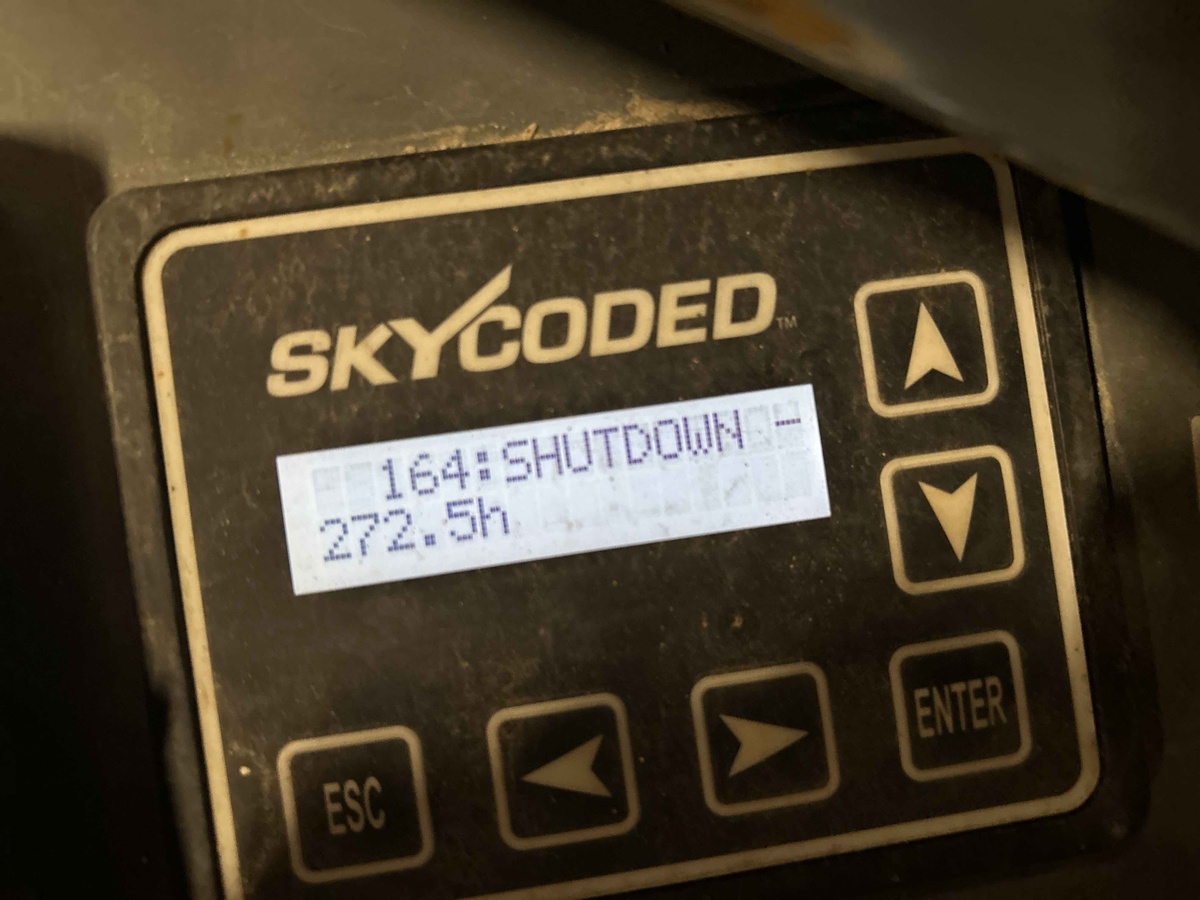 SKYCODED™
164:SHUTDOWN -
272.5h
ESC
ENTER